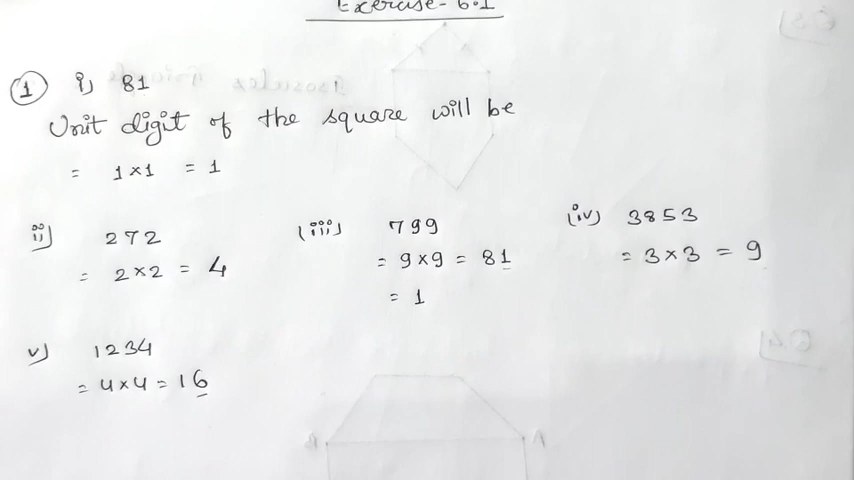 Exercise-6.1
1 i) 81
Unit digit of the square will be
= 1×1 = 1
ii) 272
= 2×2 = 4
(iii) 799
= 9×9 = 81
= 1
(iv) 3853
= 3×3 = 9
v) 1234
= 4×4 = 16